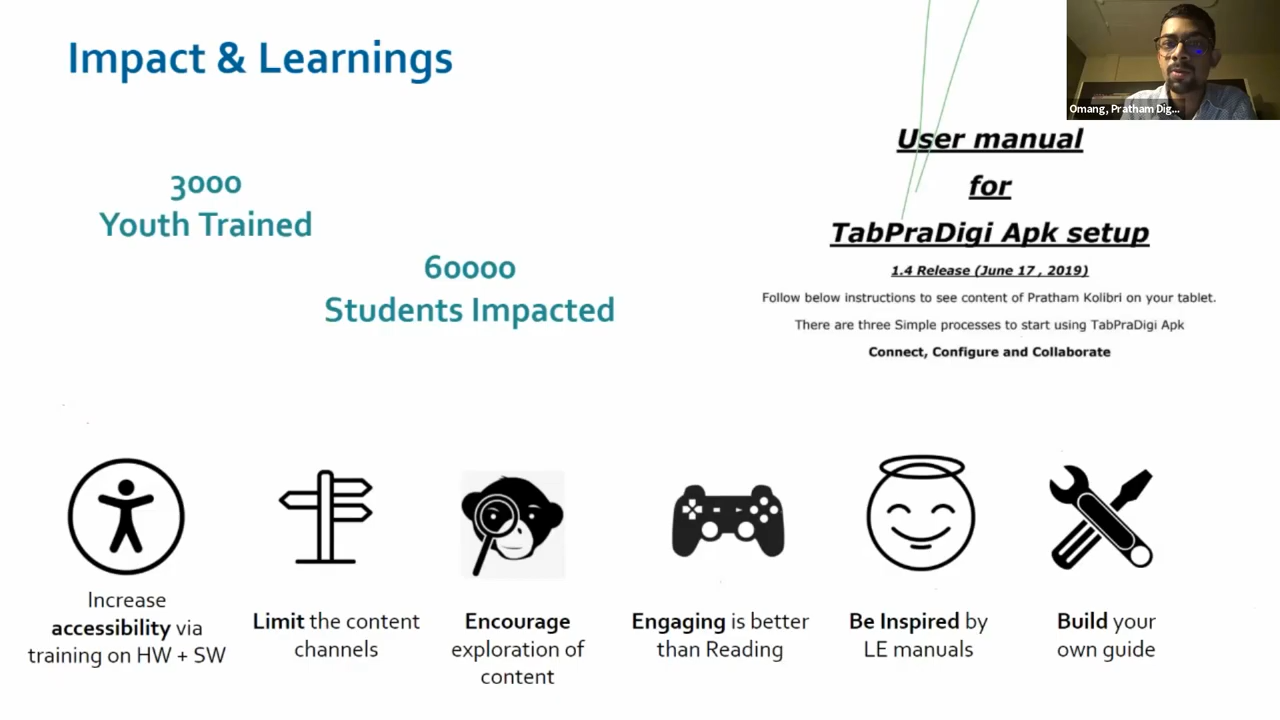 Impact & Learnings
Omang, Pratham Dig...
3000
Youth Trained
60000
Students Impacted
User manual
for
TabPraDigi Apk setup
1.4 Release (June 17 , 2019)
Follow below instructions to see content of Pratham Kolibri on your tablet.
There are three Simple processes to start using TabPraDigi Apk
Connect, Configure and Collaborate
Increase
accessibility via
training on HW + SW
Limit the content
channels
Encourage
exploration of
content
Engaging is better
than Reading
Be Inspired by
LE manuals
Build your
own guide